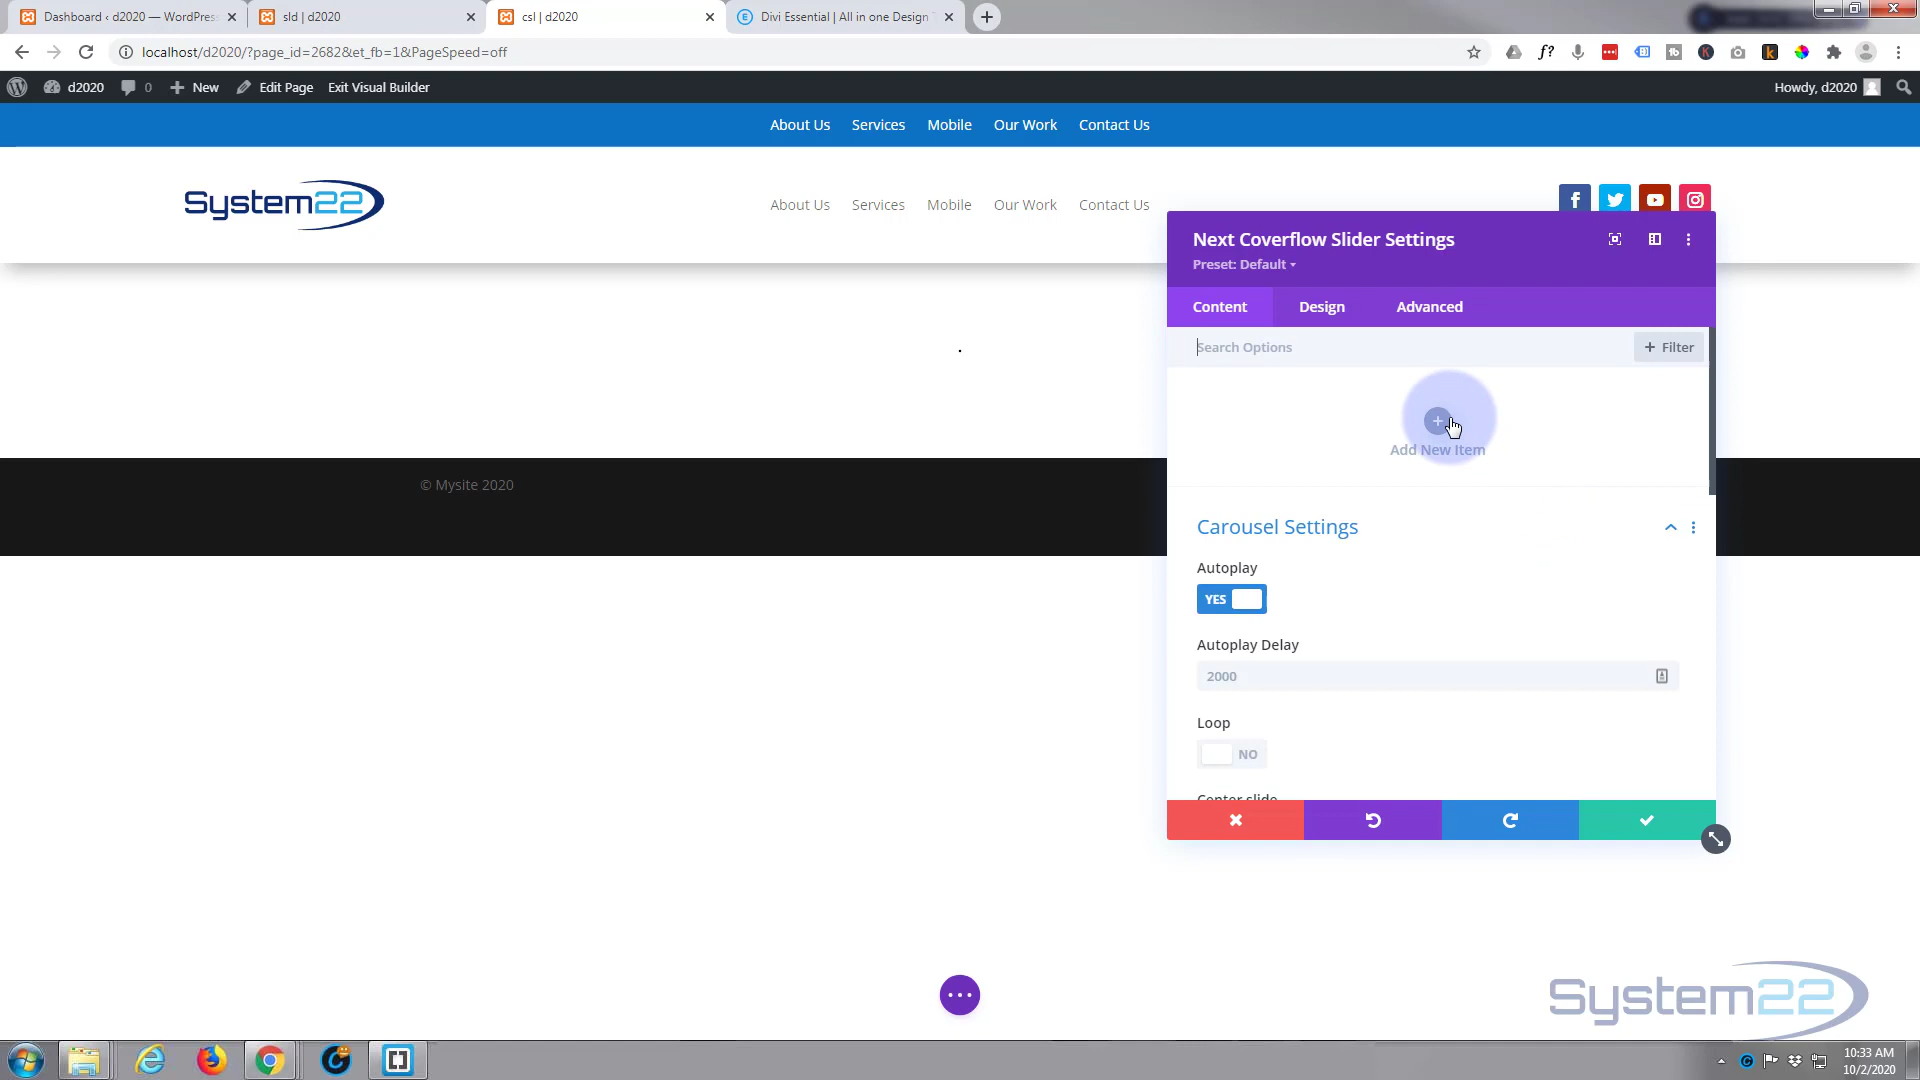 Dashboard ‹ d2020 — WordPress
sld | d2020
csl | d2020
Divi Essential | All in one Design
localhost/d2020/?page_id=2682&et_fb=1&PageSpeed=off
d2020
0
New
Edit Page
Exit Visual Builder
Howdy, d2020
About Us
Services
Mobile
Our Work
Contact Us
System22
About Us
Services
Mobile
Our Work
Contact Us
Next Coverflow Slider Settings
Preset: Default
Content
Design
Advanced
Search Options
Filter
Add New Item
Carousel Settings
Autoplay
YES
Autoplay Delay
2000
Loop
NO
Center slide
© Mysite 2020
System22
10:33 AM
10/2/2020